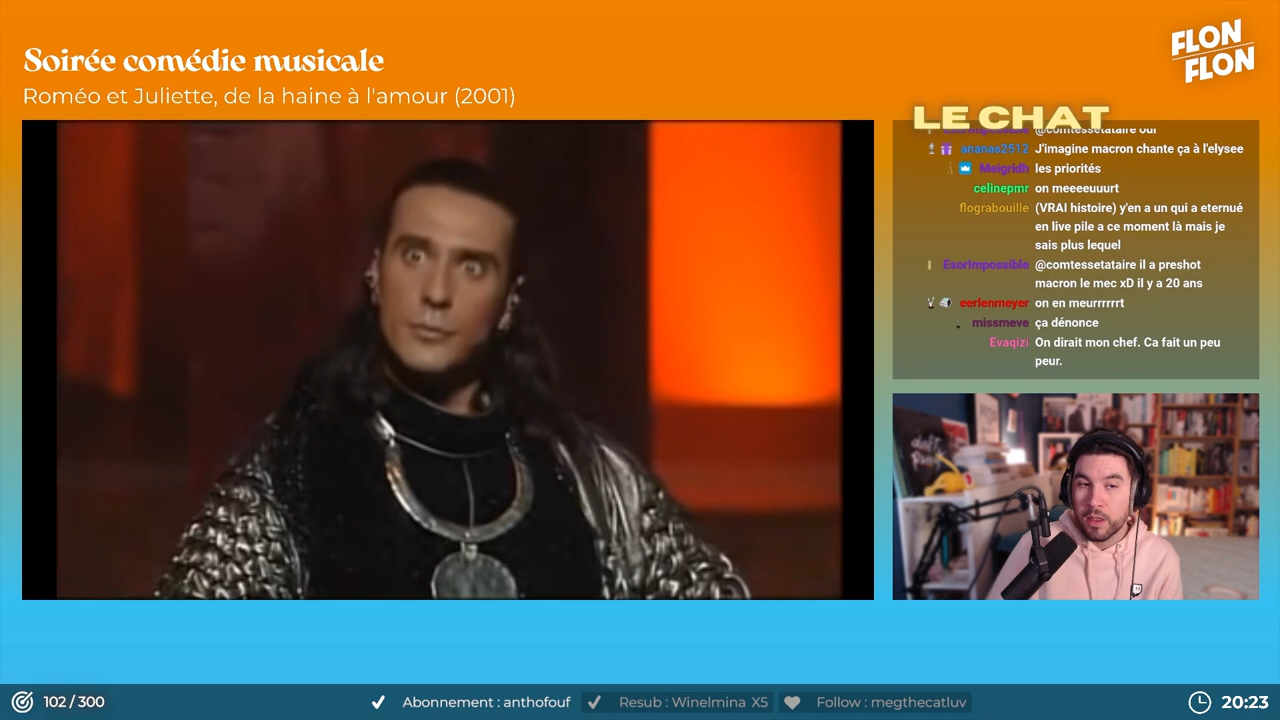 Soirée comédie musicale
Roméo et Juliette, de la haine à l'amour (2001)
FLON
FLON
LE CHAT
EsorImpossible @comtessetataire oui
ananas2512 J'imagine macron chante ça à l'elysee
Meigridh les priorités
celinepmr on meeeeuuurt
flograbouille (VRAI histoire) y'en a un qui a eternué
en live pile a ce moment là mais je
sais plus lequel
EsorImpossible @comtessetataire il a preshot
macron le mec xD il y a 20 ans
eerlenmeyer on en meurrrrrrt
missmeve ça dénonce
Evaqizi On dirait mon chef. Ca fait un peu
peur.
102 / 300
Abonnement : anthofouf
Resub : Winelmina X5
Follow : megthecatluv
20:23